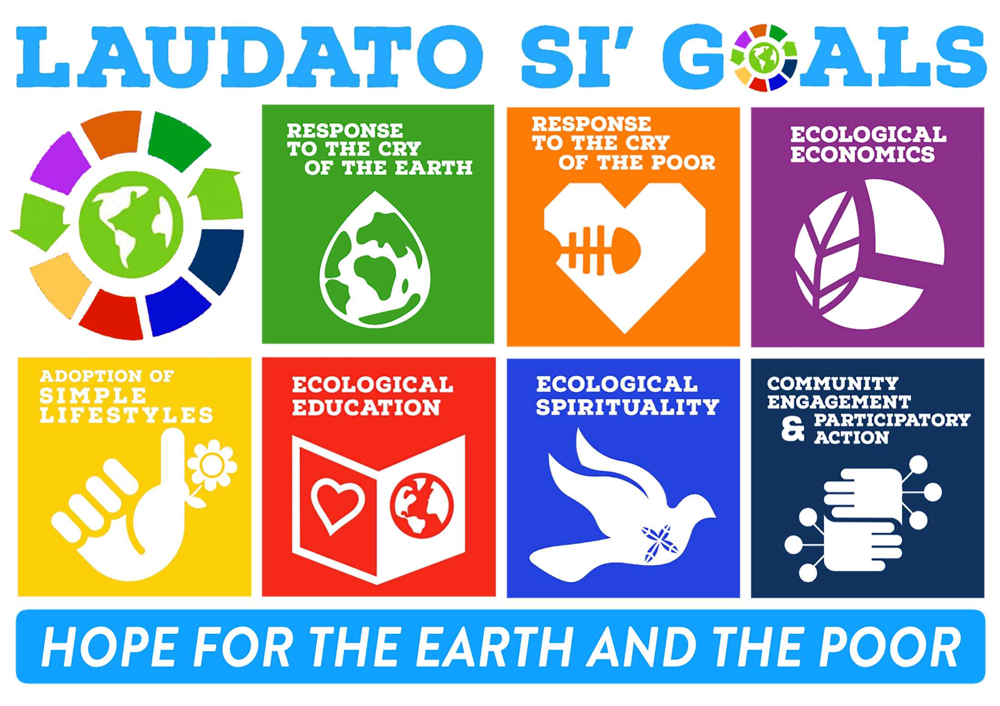 LAUDATO SI' GOALS
RESPONSE
TO THE CRY
OF THE EARTH
RESPONSE
TO THE CRY
OF THE POOR
ECOLOGICAL
ECONOMICS
ADOPTION OF
SIMPLE
LIFESTYLES
ECOLOGICAL
EDUCATION
ECOLOGICAL
SPIRITUALITY
COMMUNITY
ENGAGEMENT
& PARTICIPATORY
ACTION
HOPE FOR THE EARTH AND THE POOR